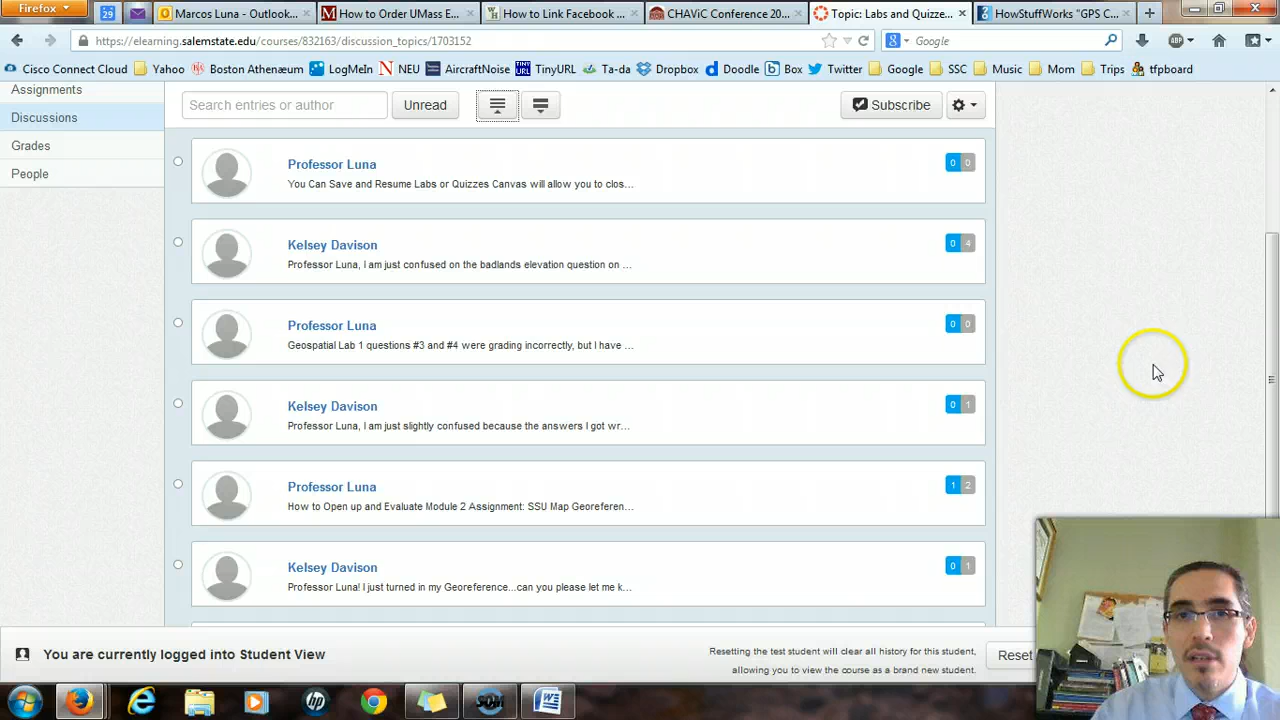 Firefox
29
Marcos Luna - Outlook...
How to Order UMass E...
How to Link Facebook ...
CHAViC Conference 20...
Topic: Labs and Quizze...
HowStuffWorks "GPS C...
https://elearning.salemstate.edu/courses/832163/discussion_topics/1703152
Google
ABP
Cisco Connect Cloud
Yahoo
Boston Athenæum
LogMeIn
NEU
AircraftNoise
TinyURL
Ta-da
Dropbox
Doodle
Box
Twitter
Google
SSC
Music
Mom
Trips
tfpboard
Assignments
Discussions
Grades
People
Search entries or author
Unread
Subscribe
Professor Luna
0 0
You Can Save and Resume Labs or Quizzes Canvas will allow you to clos...
Kelsey Davison
0 4
Professor Luna, I am just confused on the badlands elevation question on ...
Professor Luna
0 0
Geospatial Lab 1 questions #3 and #4 were grading incorrectly, but I have ...
Kelsey Davison
0 1
Professor Luna, I am just slightly confused because the answers I got wr...
Professor Luna
1 2
How to Open up and Evaluate Module 2 Assignment: SSU Map Georeferen...
Kelsey Davison
0 1
Professor Luna! I just turned in my Georeference...can you please let me k...
You are currently logged into Student View
Resetting the test student will clear all history for this student,
allowing you to view the course as a brand new student.
Reset